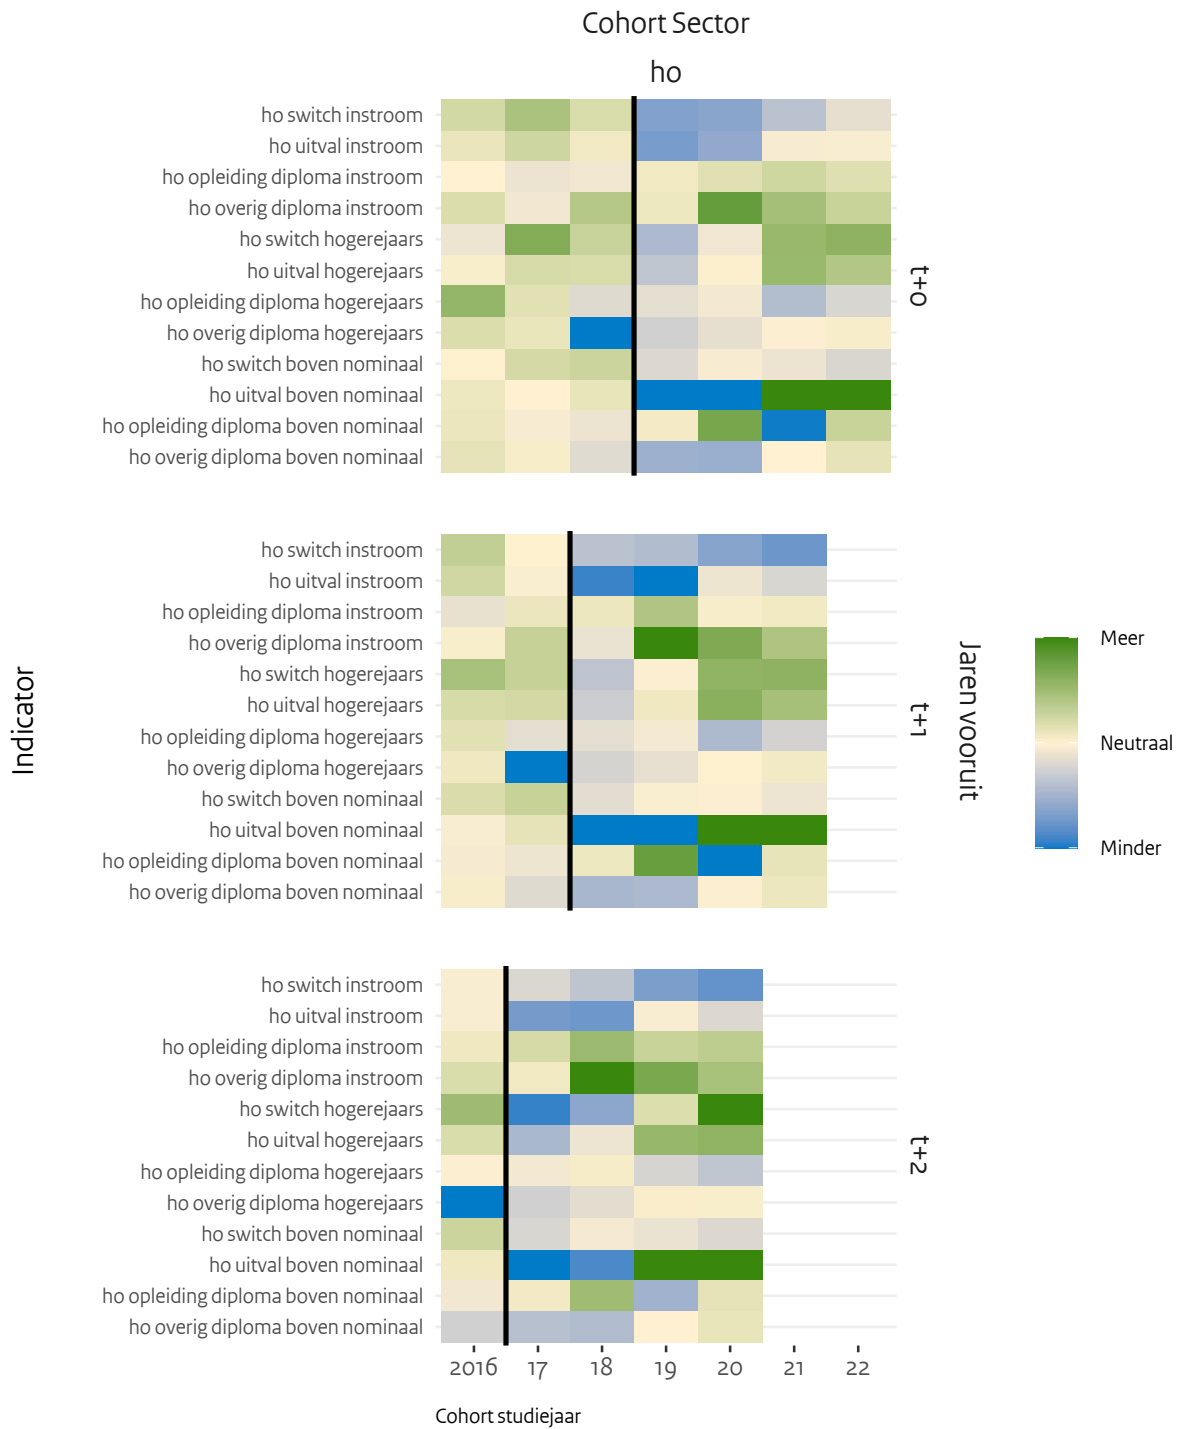 Cohort Sector
ho
ho switch instroom
ho uitval instroom
ho opleiding diploma instroom
ho overig diploma instroom
ho switch hogerejaars
ho uitval hogerejaars
ho opleiding diploma hogerejaars
ho overig diploma hogerejaars
ho switch boven nominaal
ho uitval boven nominaal
ho opleiding diploma boven nominaal
ho overig diploma boven nominaal
t+0
ho switch instroom
ho uitval instroom
ho opleiding diploma instroom
ho overig diploma instroom
ho switch hogerejaars
ho uitval hogerejaars
ho opleiding diploma hogerejaars
ho overig diploma hogerejaars
ho switch boven nominaal
ho uitval boven nominaal
ho opleiding diploma boven nominaal
ho overig diploma boven nominaal
t+1
ho switch instroom
ho uitval instroom
ho opleiding diploma instroom
ho overig diploma instroom
ho switch hogerejaars
ho uitval hogerejaars
ho opleiding diploma hogerejaars
ho overig diploma hogerejaars
ho switch boven nominaal
ho uitval boven nominaal
ho opleiding diploma boven nominaal
ho overig diploma boven nominaal
t+2
2016 17 18 19 20 21 22
Cohort studiejaar
Indicator
Jaren vooruit
Meer
Neutraal
Minder